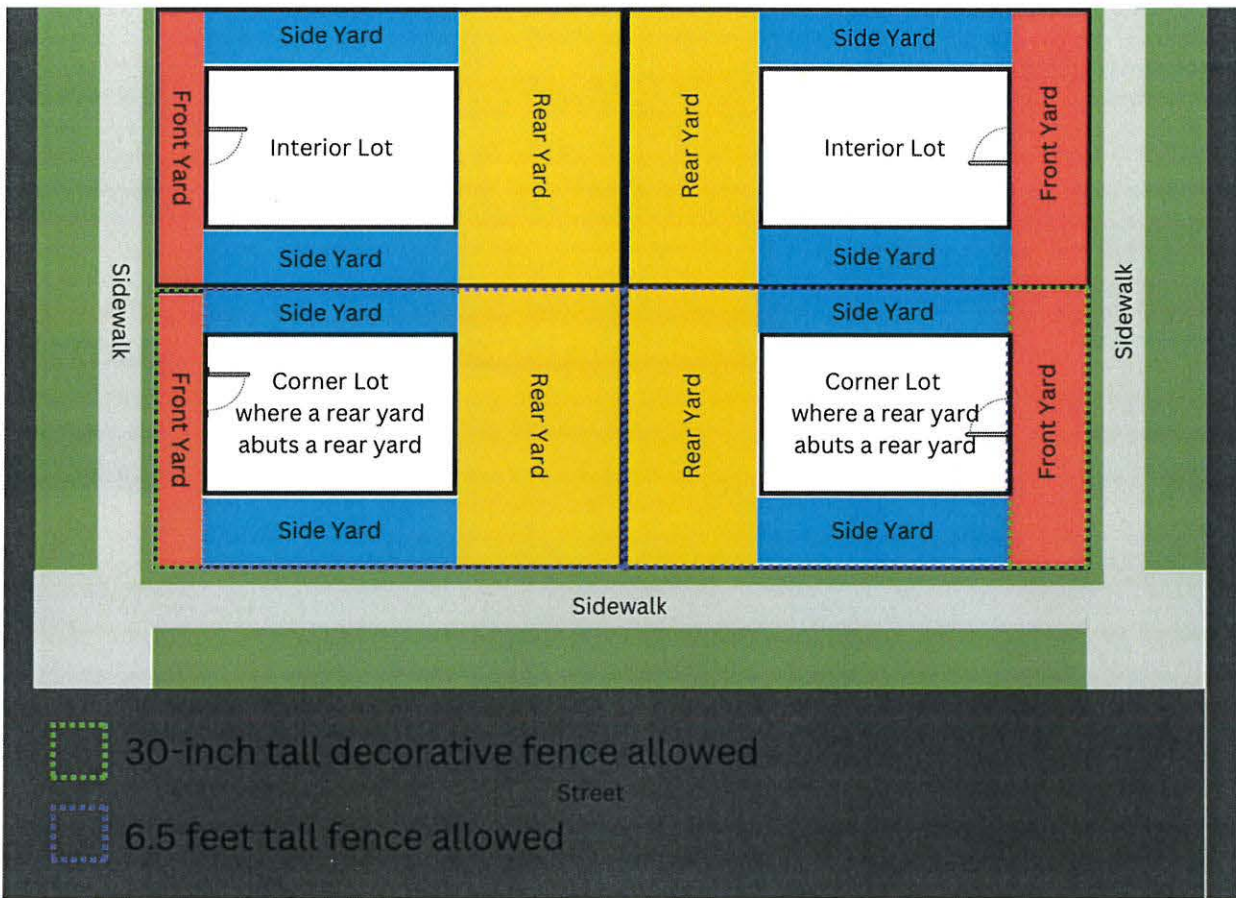 Side Yard
Side Yard
Front Yard
Interior Lot
Rear Yard
Rear Yard
Interior Lot
Front Yard
Side Yard
Side Yard
Sidewalk
Sidewalk
Side Yard
Side Yard
Front Yard
Corner Lot
where a rear yard
abuts a rear yard
Rear Yard
Rear Yard
Corner Lot
where a rear yard
abuts a rear yard
Front Yard
Side Yard
Side Yard
Sidewalk
30-inch tall decorative fence allowed
Street
6.5 feet tall fence allowed